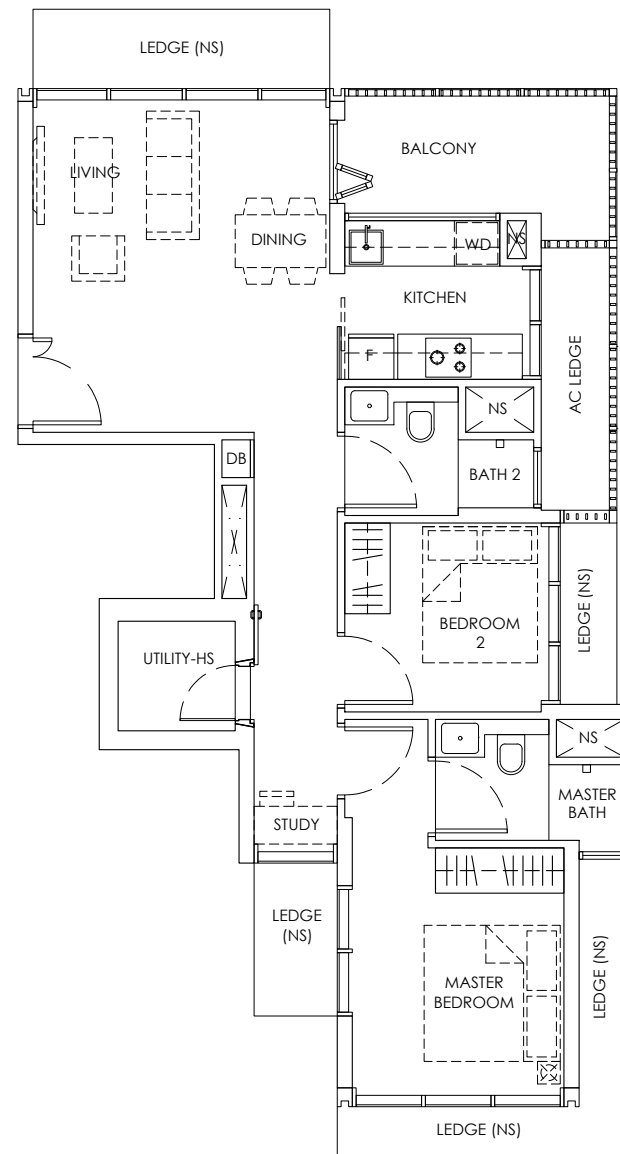 LEDGE (NS)
BALCONY
LIVING
DINING
WD
NS
KITCHEN
F
AC LEDGE
NS
DB
BATH 2
BEDROOM
2
LEDGE (NS)
UTILITY-HS
NS
MASTER
BATH
STUDY
LEDGE
(NS)
LEDGE (NS)
MASTER
BEDROOM
LEDGE (NS)